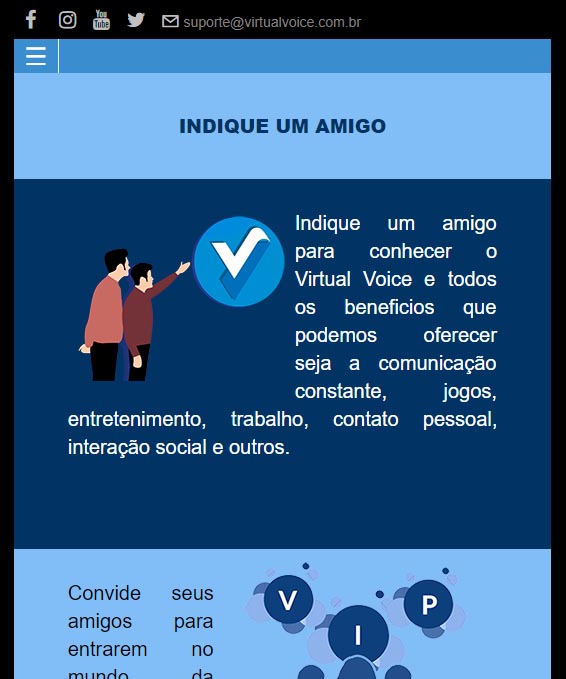 You
Tube
suporte@virtualvoice.com.br
INDIQUE UM AMIGO
Indique um amigo
para conhecer o
Virtual Voice e todos
os beneficios que
podemos oferecer
seja a comunicação
constante, jogos,
entretenimento, trabalho, contato pessoal,
interação social e outros.
Convide seus
amigos para
entrarem no
mundo da
V
I
P